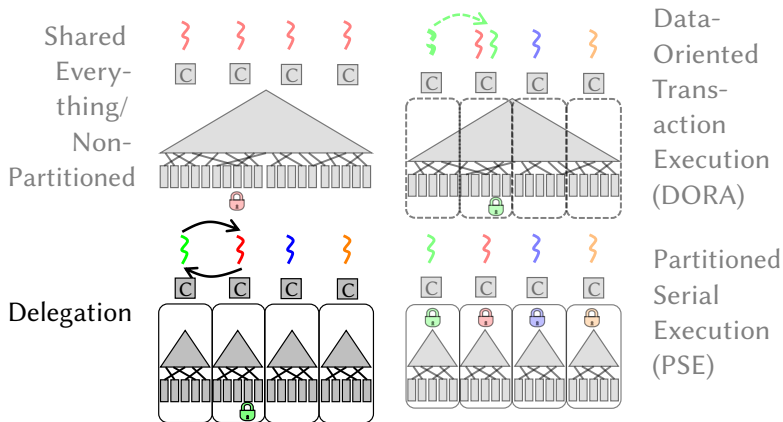 Shared
Every-
thing/
Non-
Partitioned
C C C C
Data-
Oriented
Trans-
action
Execution
(DORA)
C C C C
Delegation
C C C C
Partitioned
Serial
Execution
(PSE)
C C C C